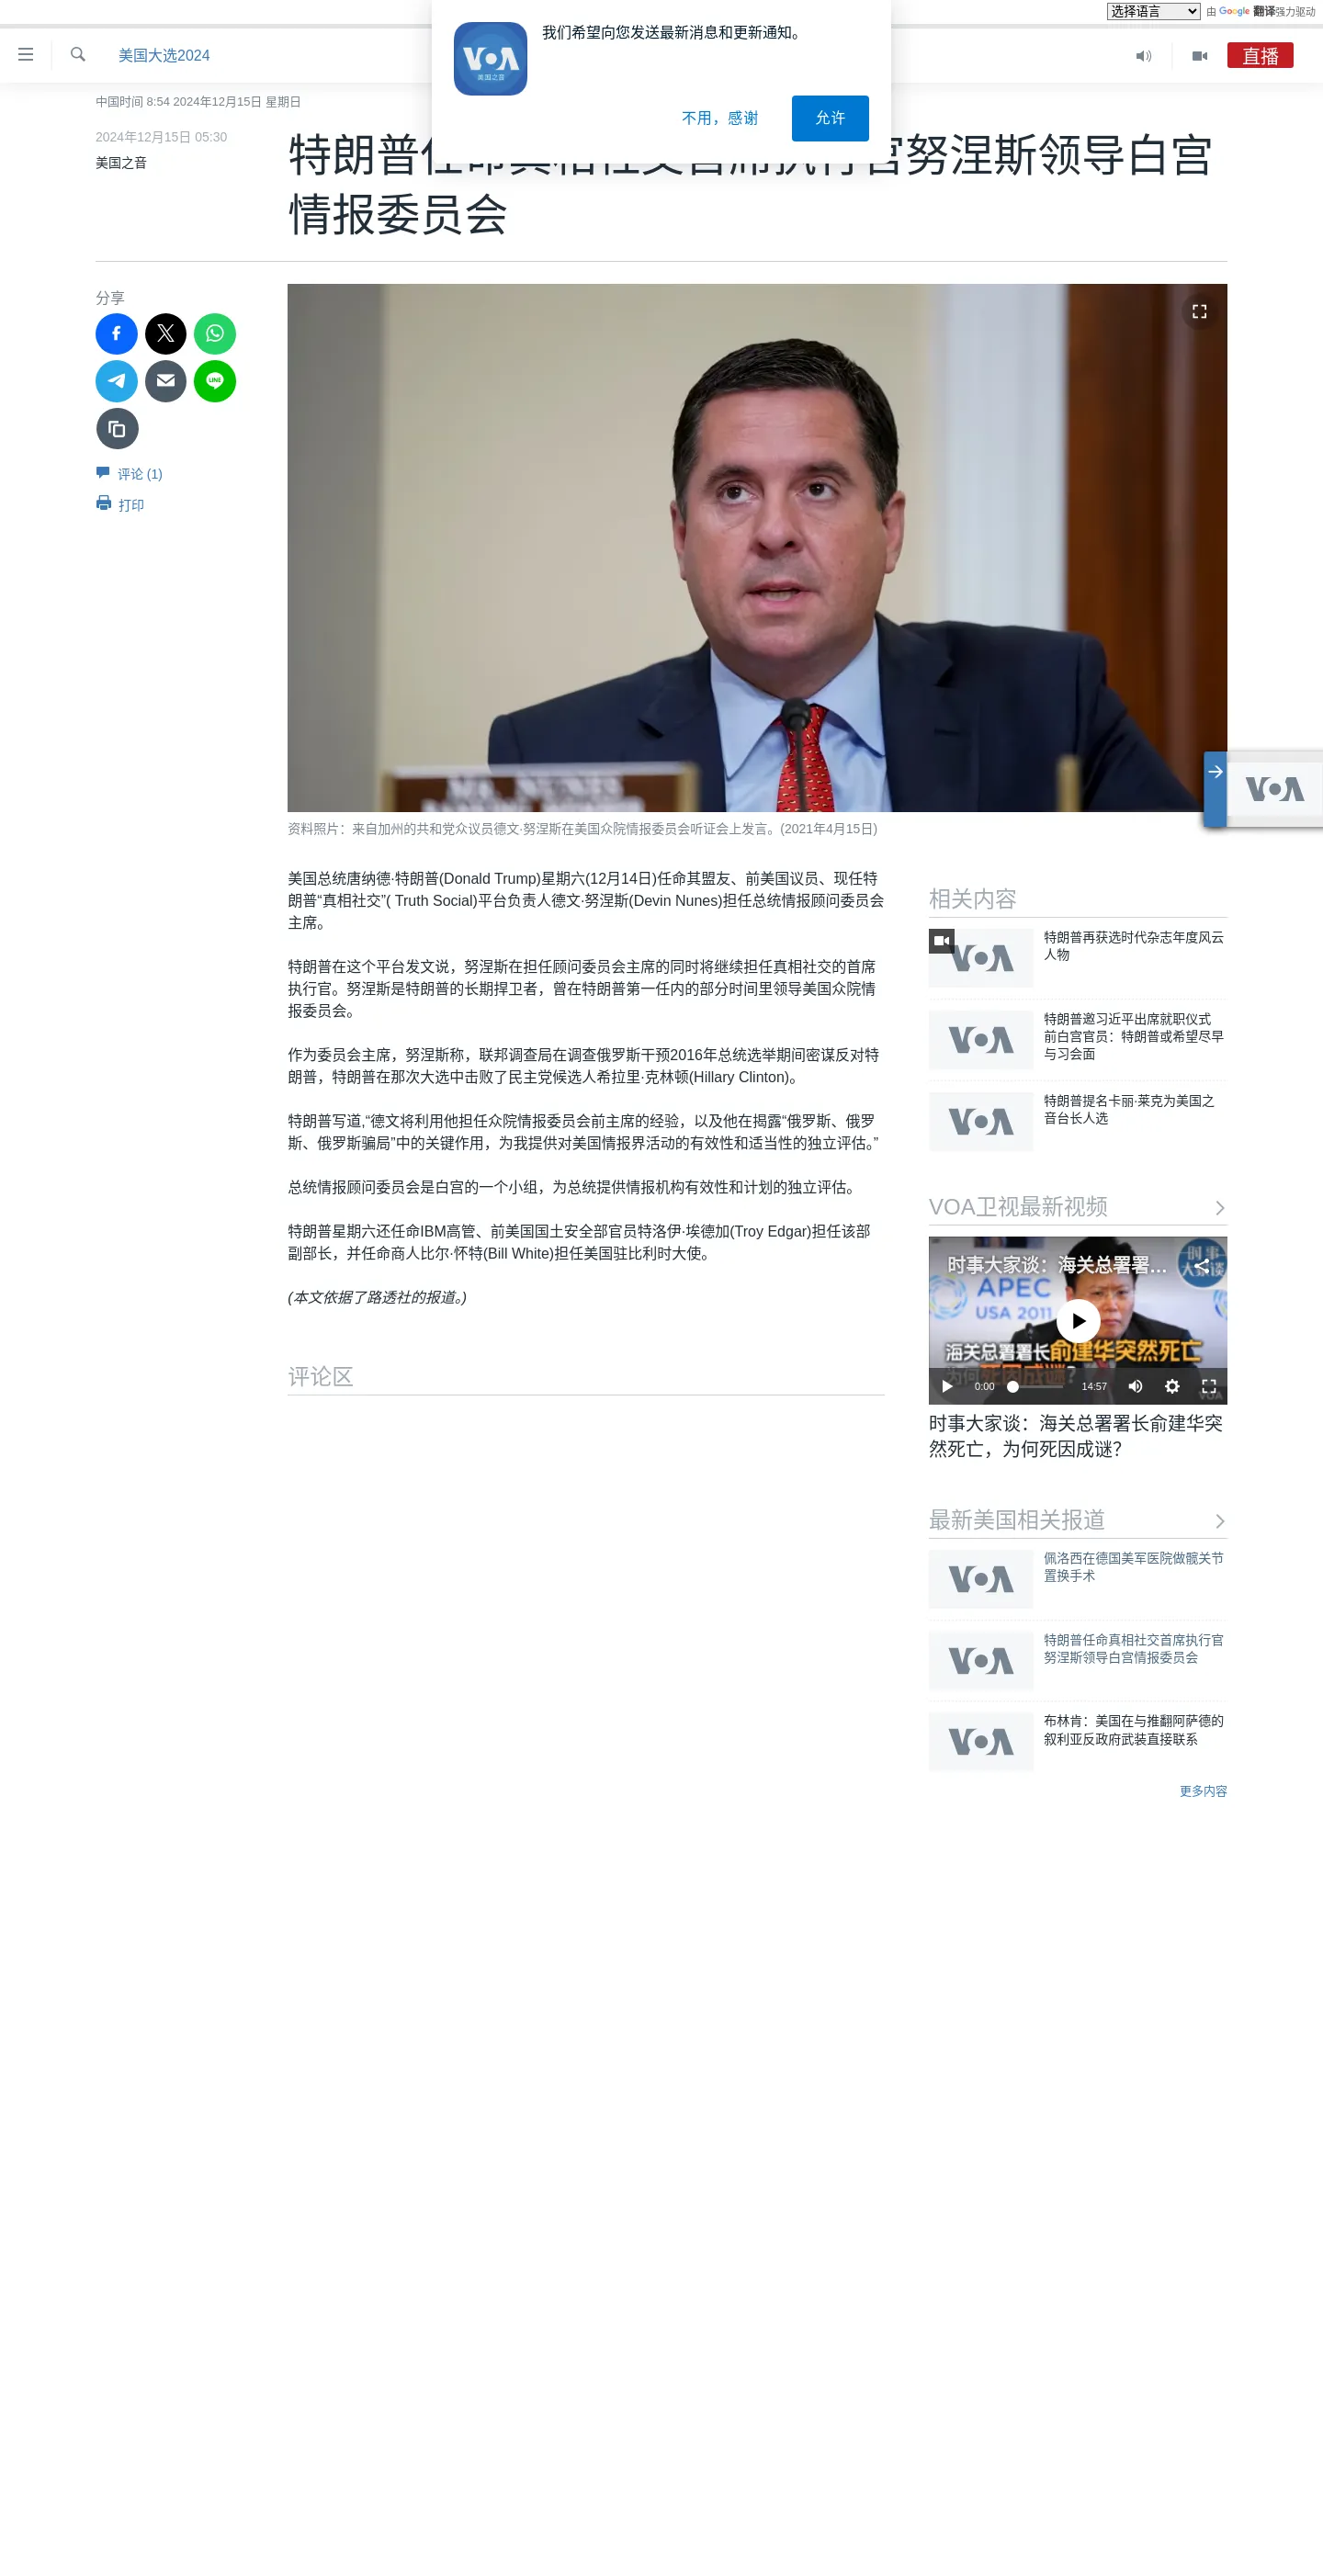 选择语言
由 Google 翻译强力驱动
美国大选2024
直播
VOA
美国之音
我们希望向您发送最新消息和更新通知。
不用，感谢
允许
中国时间 8:54 2024年12月15日 星期日
2024年12月15日 05:30
美国之音
特朗普任命真相社交首席执行官努涅斯领导白宫
情报委员会
分享
LINE
评论 (1)
打印
VOA
资料照片：来自加州的共和党众议员德文·努涅斯在美国众院情报委员会听证会上发言。(2021年4月15日)
美国总统唐纳德·特朗普(Donald Trump)星期六(12月14日)任命其盟友、前美国议员、现任特
朗普“真相社交”( Truth Social)平台负责人德文·努涅斯(Devin Nunes)担任总统情报顾问委员会
主席。
特朗普在这个平台发文说，努涅斯在担任顾问委员会主席的同时将继续担任真相社交的首席
执行官。努涅斯是特朗普的长期捍卫者，曾在特朗普第一任内的部分时间里领导美国众院情
报委员会。
作为委员会主席，努涅斯称，联邦调查局在调查俄罗斯干预2016年总统选举期间密谋反对特
朗普，特朗普在那次大选中击败了民主党候选人希拉里·克林顿(Hillary Clinton)。
特朗普写道,“德文将利用他担任众院情报委员会前主席的经验，以及他在揭露“俄罗斯、俄罗
斯、俄罗斯骗局”中的关键作用，为我提供对美国情报界活动的有效性和适当性的独立评估。”
总统情报顾问委员会是白宫的一个小组，为总统提供情报机构有效性和计划的独立评估。
特朗普星期六还任命IBM高管、前美国国土安全部官员特洛伊·埃德加(Troy Edgar)担任该部
副部长，并任命商人比尔·怀特(Bill White)担任美国驻比利时大使。
(本文依据了路透社的报道。)
评论区
相关内容
VOA
特朗普再获选时代杂志年度风云
人物
VOA
特朗普邀习近平出席就职仪式
前白宫官员：特朗普或希望尽早
与习会面
VOA
特朗普提名卡丽·莱克为美国之
音台长人选
VOA卫视最新视频
时事大家谈：海关总署署…
时事
大家谈
APEC
USA 2011
海关总署署长俞建华突然死亡
为何死因成谜？
0:00
14:57
VOA
时事大家谈：海关总署署长俞建华突
然死亡，为何死因成谜？
最新美国相关报道
VOA
佩洛西在德国美军医院做髋关节
置换手术
VOA
特朗普任命真相社交首席执行官
努涅斯领导白宫情报委员会
VOA
布林肯：美国在与推翻阿萨德的
叙利亚反政府武装直接联系
更多内容